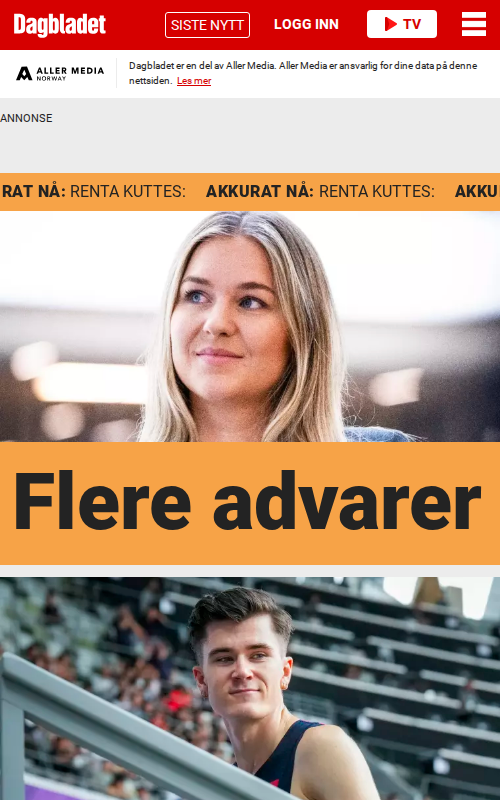 Dagbladet
SISTE NYTT
LOGG INN
TV
ALLER MEDIA
NORWAY
Dagbladet er en del av Aller Media. Aller Media er ansvarlig for dine data på denne
nettsiden. Les mer
ANNONSE
RAT NÅ: RENTA KUTTES: AKKURAT NÅ: RENTA KUTTES: AKKU
Flere advarer